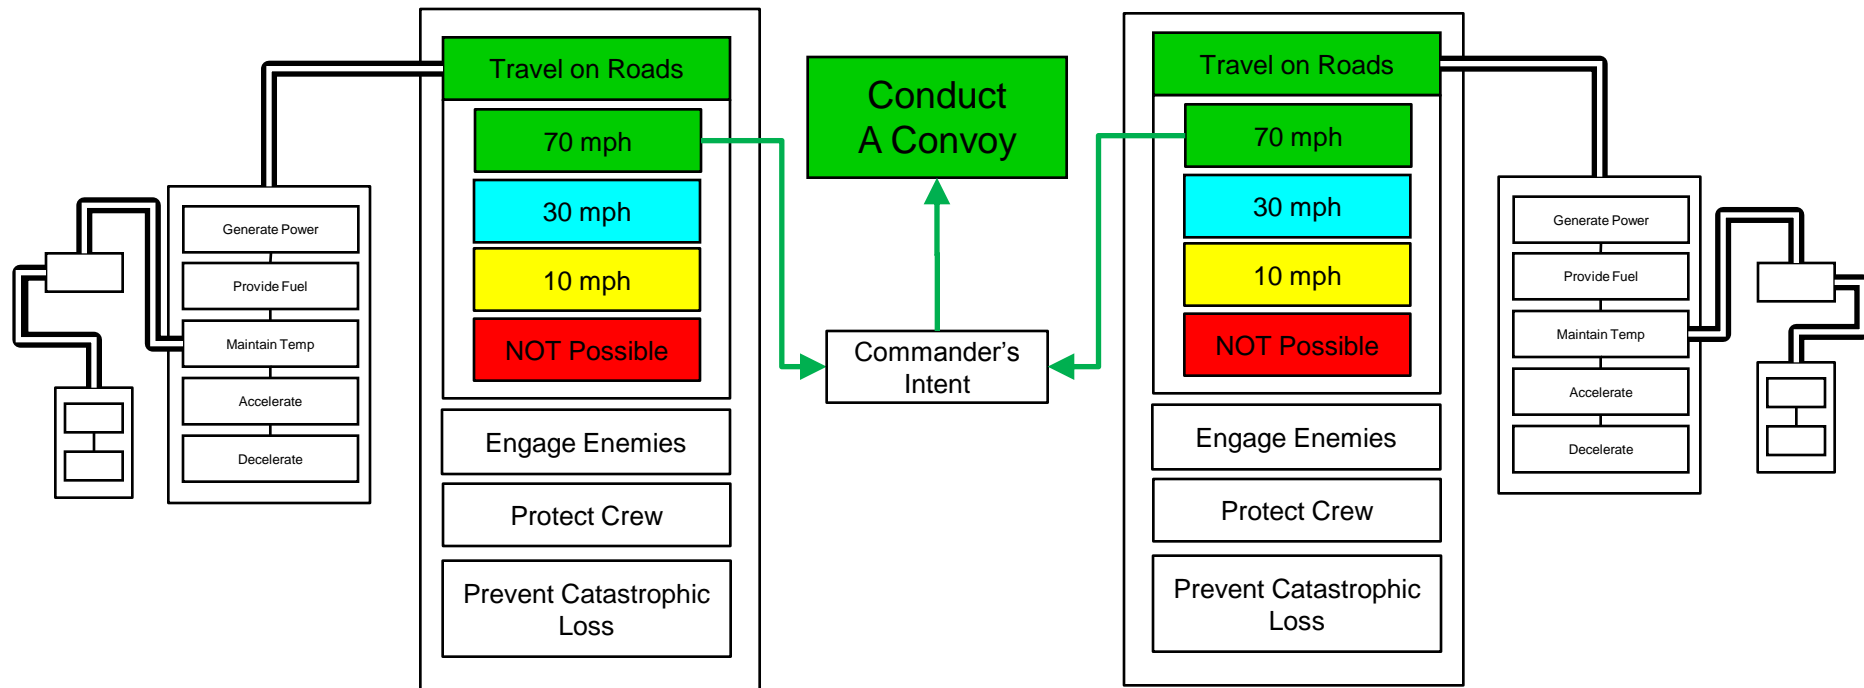 Generate Power
Provide Fuel
Maintain Temp
Accelerate
Decelerate
Travel on Roads
70 mph
30 mph
10 mph
NOT Possible
Engage Enemies
Protect Crew
Prevent Catastrophic
Loss
Conduct
A Convoy
Commander’s
Intent
Travel on Roads
70 mph
30 mph
10 mph
NOT Possible
Engage Enemies
Protect Crew
Prevent Catastrophic
Loss
Generate Power
Provide Fuel
Maintain Temp
Accelerate
Decelerate